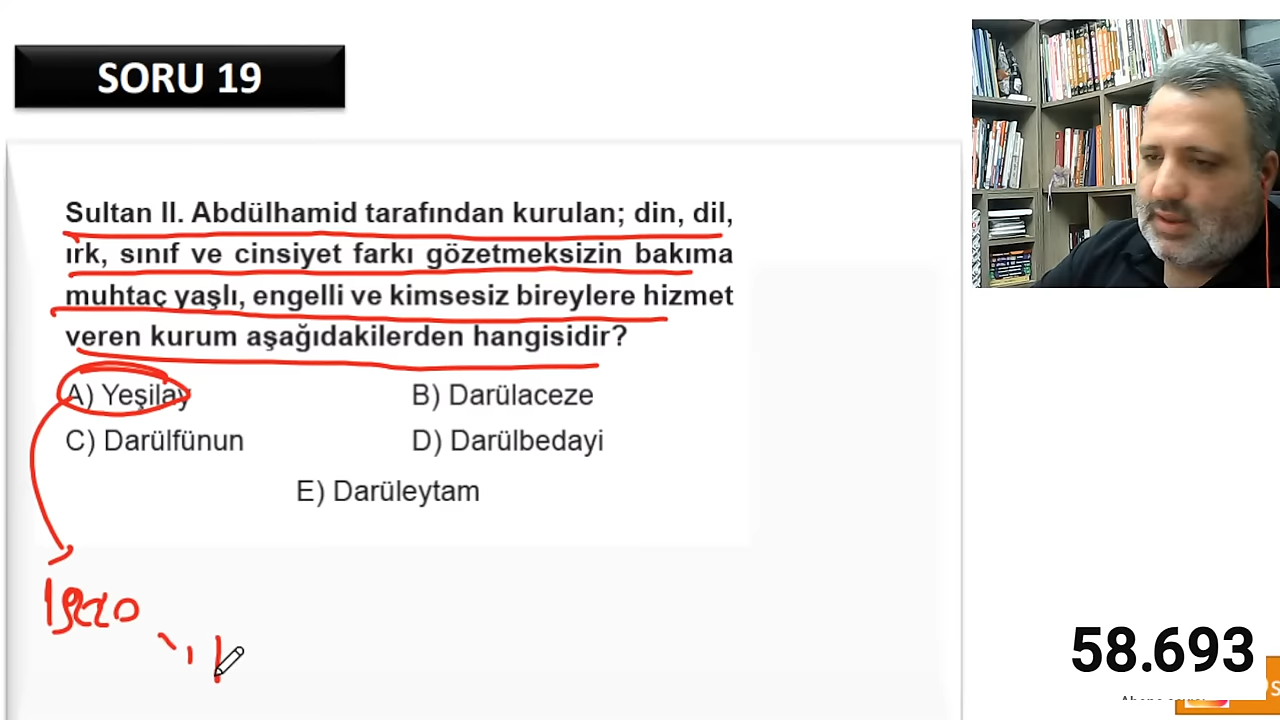 SORU 19
Sultan II. Abdülhamid tarafından kurulan; din, dil,
ırk, sınıf ve cinsiyet farkı gözetmeksizin bakıma
muhtaç yaşlı, engelli ve kimsesiz bireylere hizmet
veren kurum aşağıdakilerden hangisidir?
A) Yeşilay
B) Darülaceze
C) Darülfünun
D) Darülbedayi
E) Darüleytam
1920
58.693